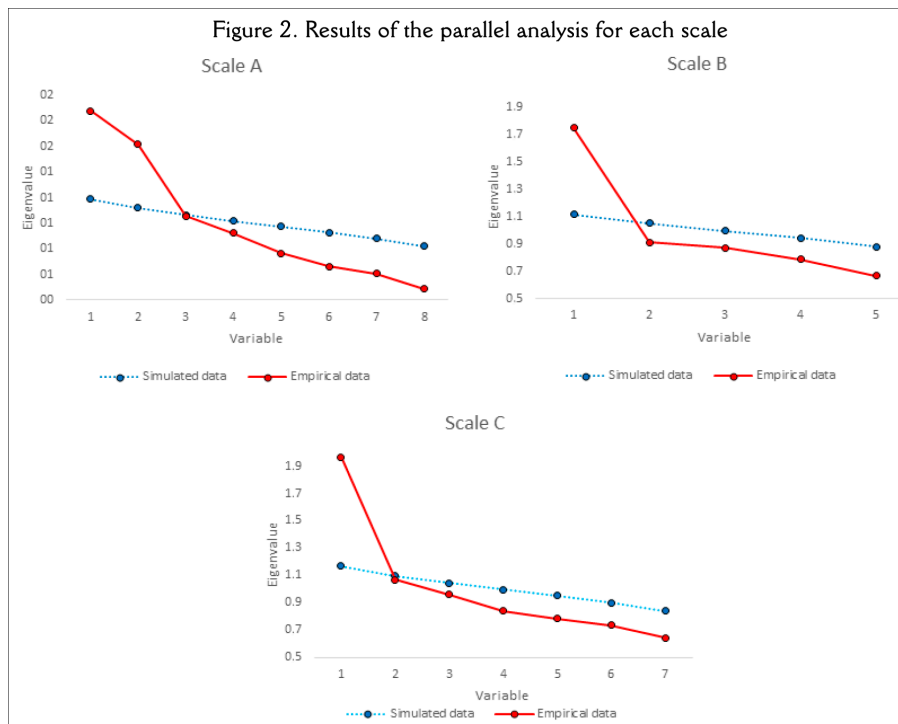 Figure 2. Results of the parallel analysis for each scale
Scale A
02
02
02
01
01
01
01
01
00
Eigenvalue
1 2 3 4 5 6 7 8
Variable
Simulated data Empirical data
Scale B
1.9
1.7
1.5
1.3
1.1
0.9
0.7
0.5
Eigenvalue
1 2 3 4 5
Variable
Simulated data Empirical data
Scale C
1.9
1.7
1.5
1.3
1.1
0.9
0.7
0.5
Eigenvalue
1 2 3 4 5 6 7
Variable
Simulated data Empirical data